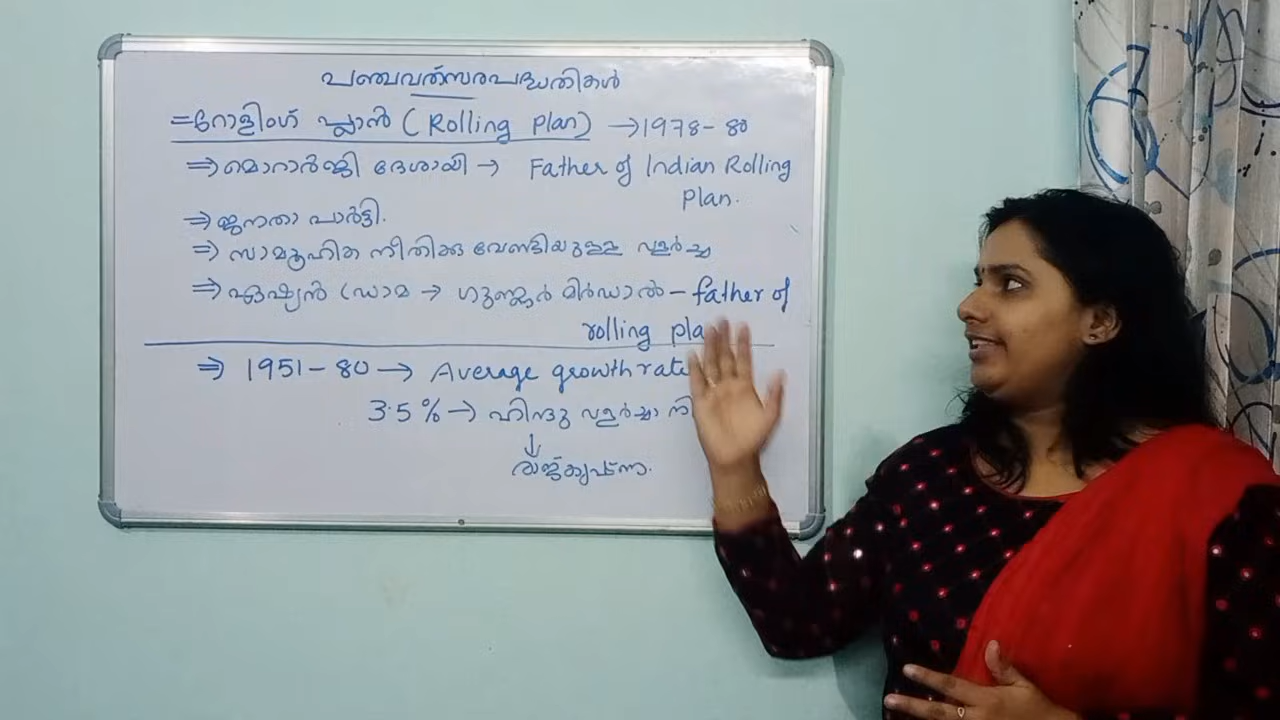 പഞ്ചവത്സരപദ്ധതികൾ
=റോളിംഗ് പ്ലാൻ (Rolling Plan) →1978-80
⇒മൊറാർജി ദേശായി → Father of Indian Rolling
Plan.
⇒ജനതാ പാർട്ടി.
⇒ സാമൂഹിക നീതിക്കു വേണ്ടിയുള്ള വളർച്ച
⇒ഏഷ്യൻ ഡ്രാമ → ഗുണ്ണർ മിർഡാൽ - father of
rolling pla
⇒ 1951-80 → Average growth rate
3.5% → ഹിന്ദു വളർച്ചാ നി
↓
രാജ്കൃഷ്ണ.